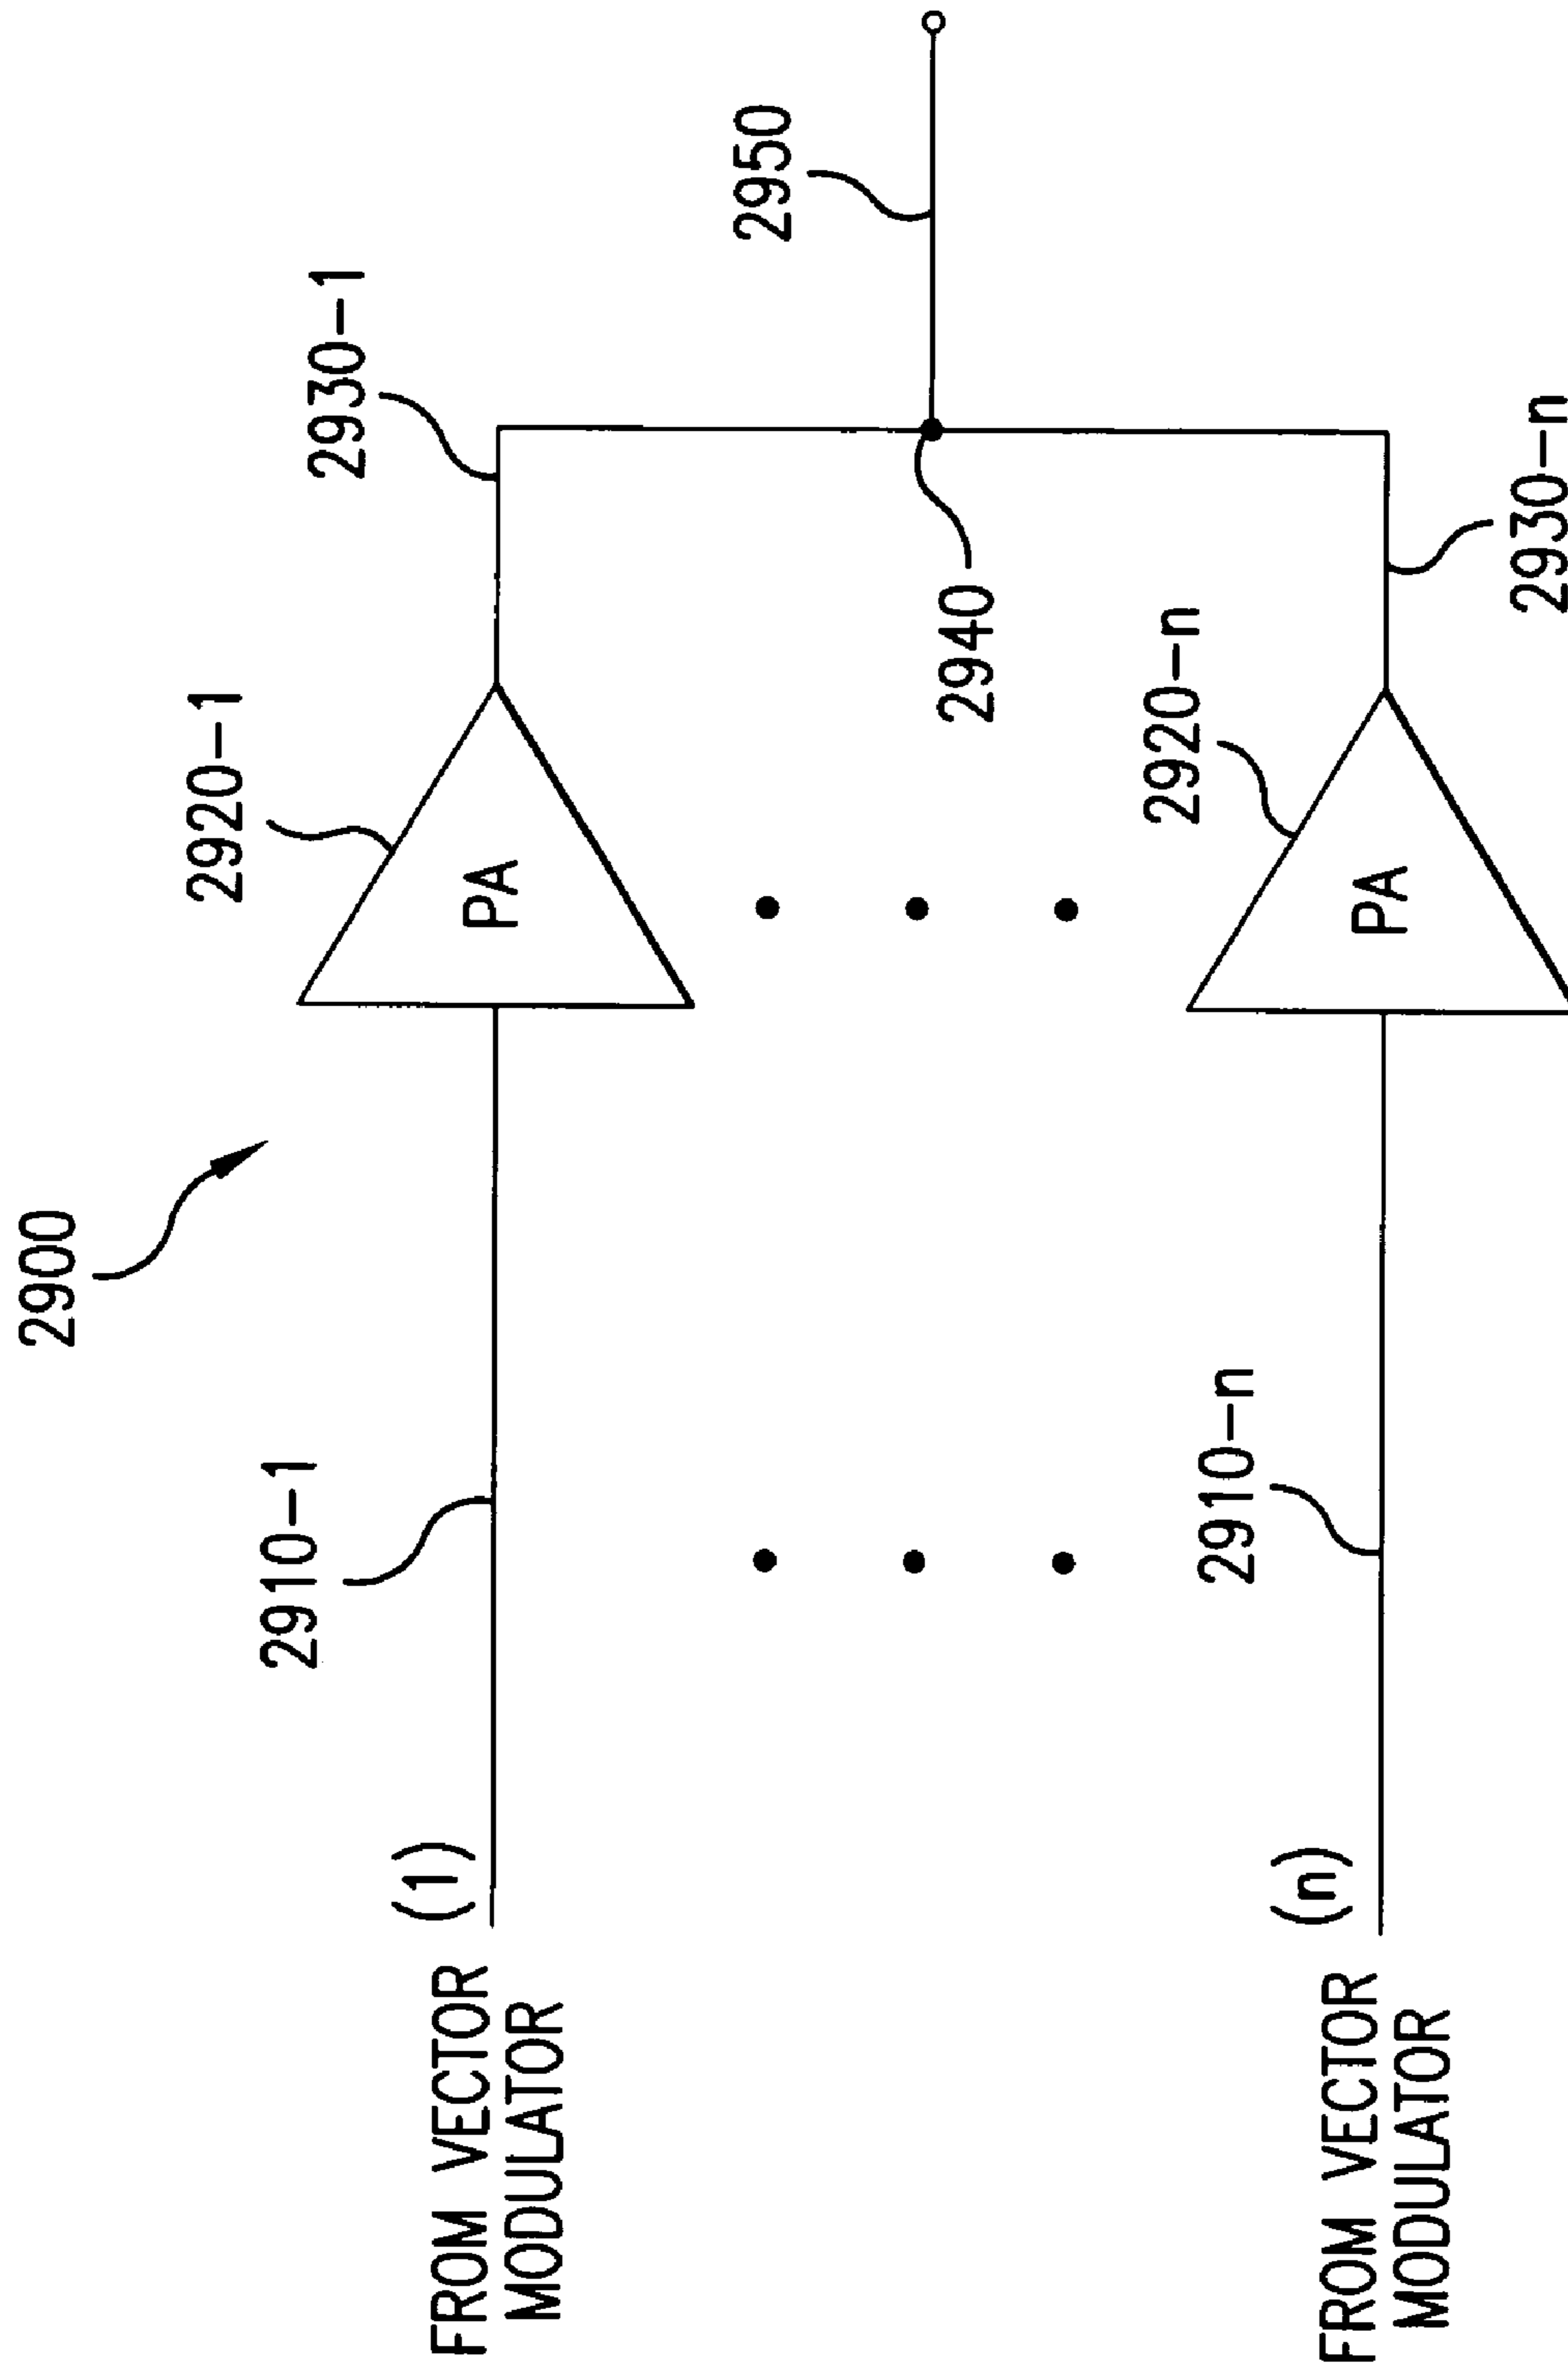 2900
2910-1
2920-1
2930-1
FROM VECTOR
MODULATOR
(1)
PA
2950
2940
2910-n
2920-n
2930-n
FROM VECTOR
MODULATOR
(n)
PA